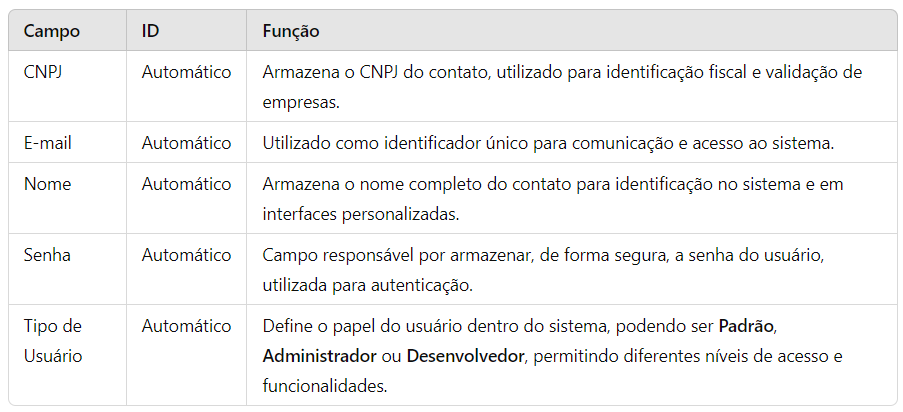 Campo ID Função
CNPJ Automático Armazena o CNPJ do contato, utilizado para identificação fiscal e validação de
empresas.
E-mail Automático Utilizado como identificador único para comunicação e acesso ao sistema.
Nome Automático Armazena o nome completo do contato para identificação no sistema e em
interfaces personalizadas.
Senha Automático Campo responsável por armazenar, de forma segura, a senha do usuário,
utilizada para autenticação.
Tipo de Automático Define o papel do usuário dentro do sistema, podendo ser Padrão,
Usuário Administrador ou Desenvolvedor, permitindo diferentes níveis de acesso e
funcionalidades.